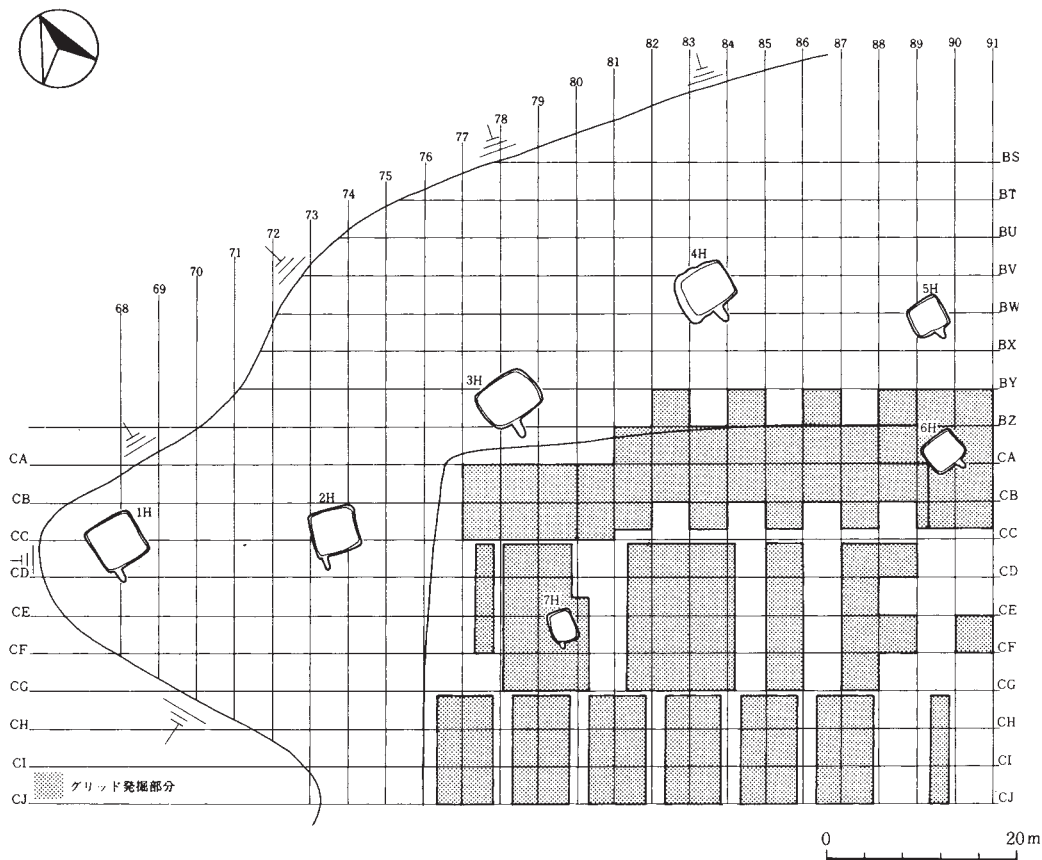 82 83 84 85 86 87 88 89 90 91
81
80
79
78
77
76
75
74
73
72
71
70
69
68
BS
BT
BU
BV
4H
BW
5H
BX
3H
BY
BZ
6H
CA CA
CB CB
2H
1H
CC CC
CD CD
CE CE
7H
CF CF
CG CG
CH CH
CI CI
グリッド発掘部分
CJ CJ
0 20m